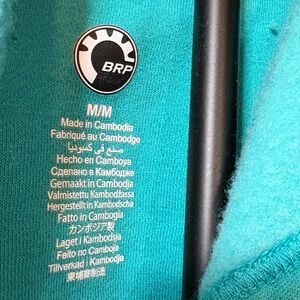 BRP
M/M
Made in Cambodia
Fabriqué au Cambodge
صنع في كمبوديا
Hecho en Camboya
Сделано в Камбодже
Gemaakt in Cambodja
Valmistettu Kambodžassa
Hergestellt in Kambodscha
Fatto in Cambogia
カンボジア製
Laget i Kambodsja
Feito no Camboja
Tillverkad i Kambodja
柬埔寨制造